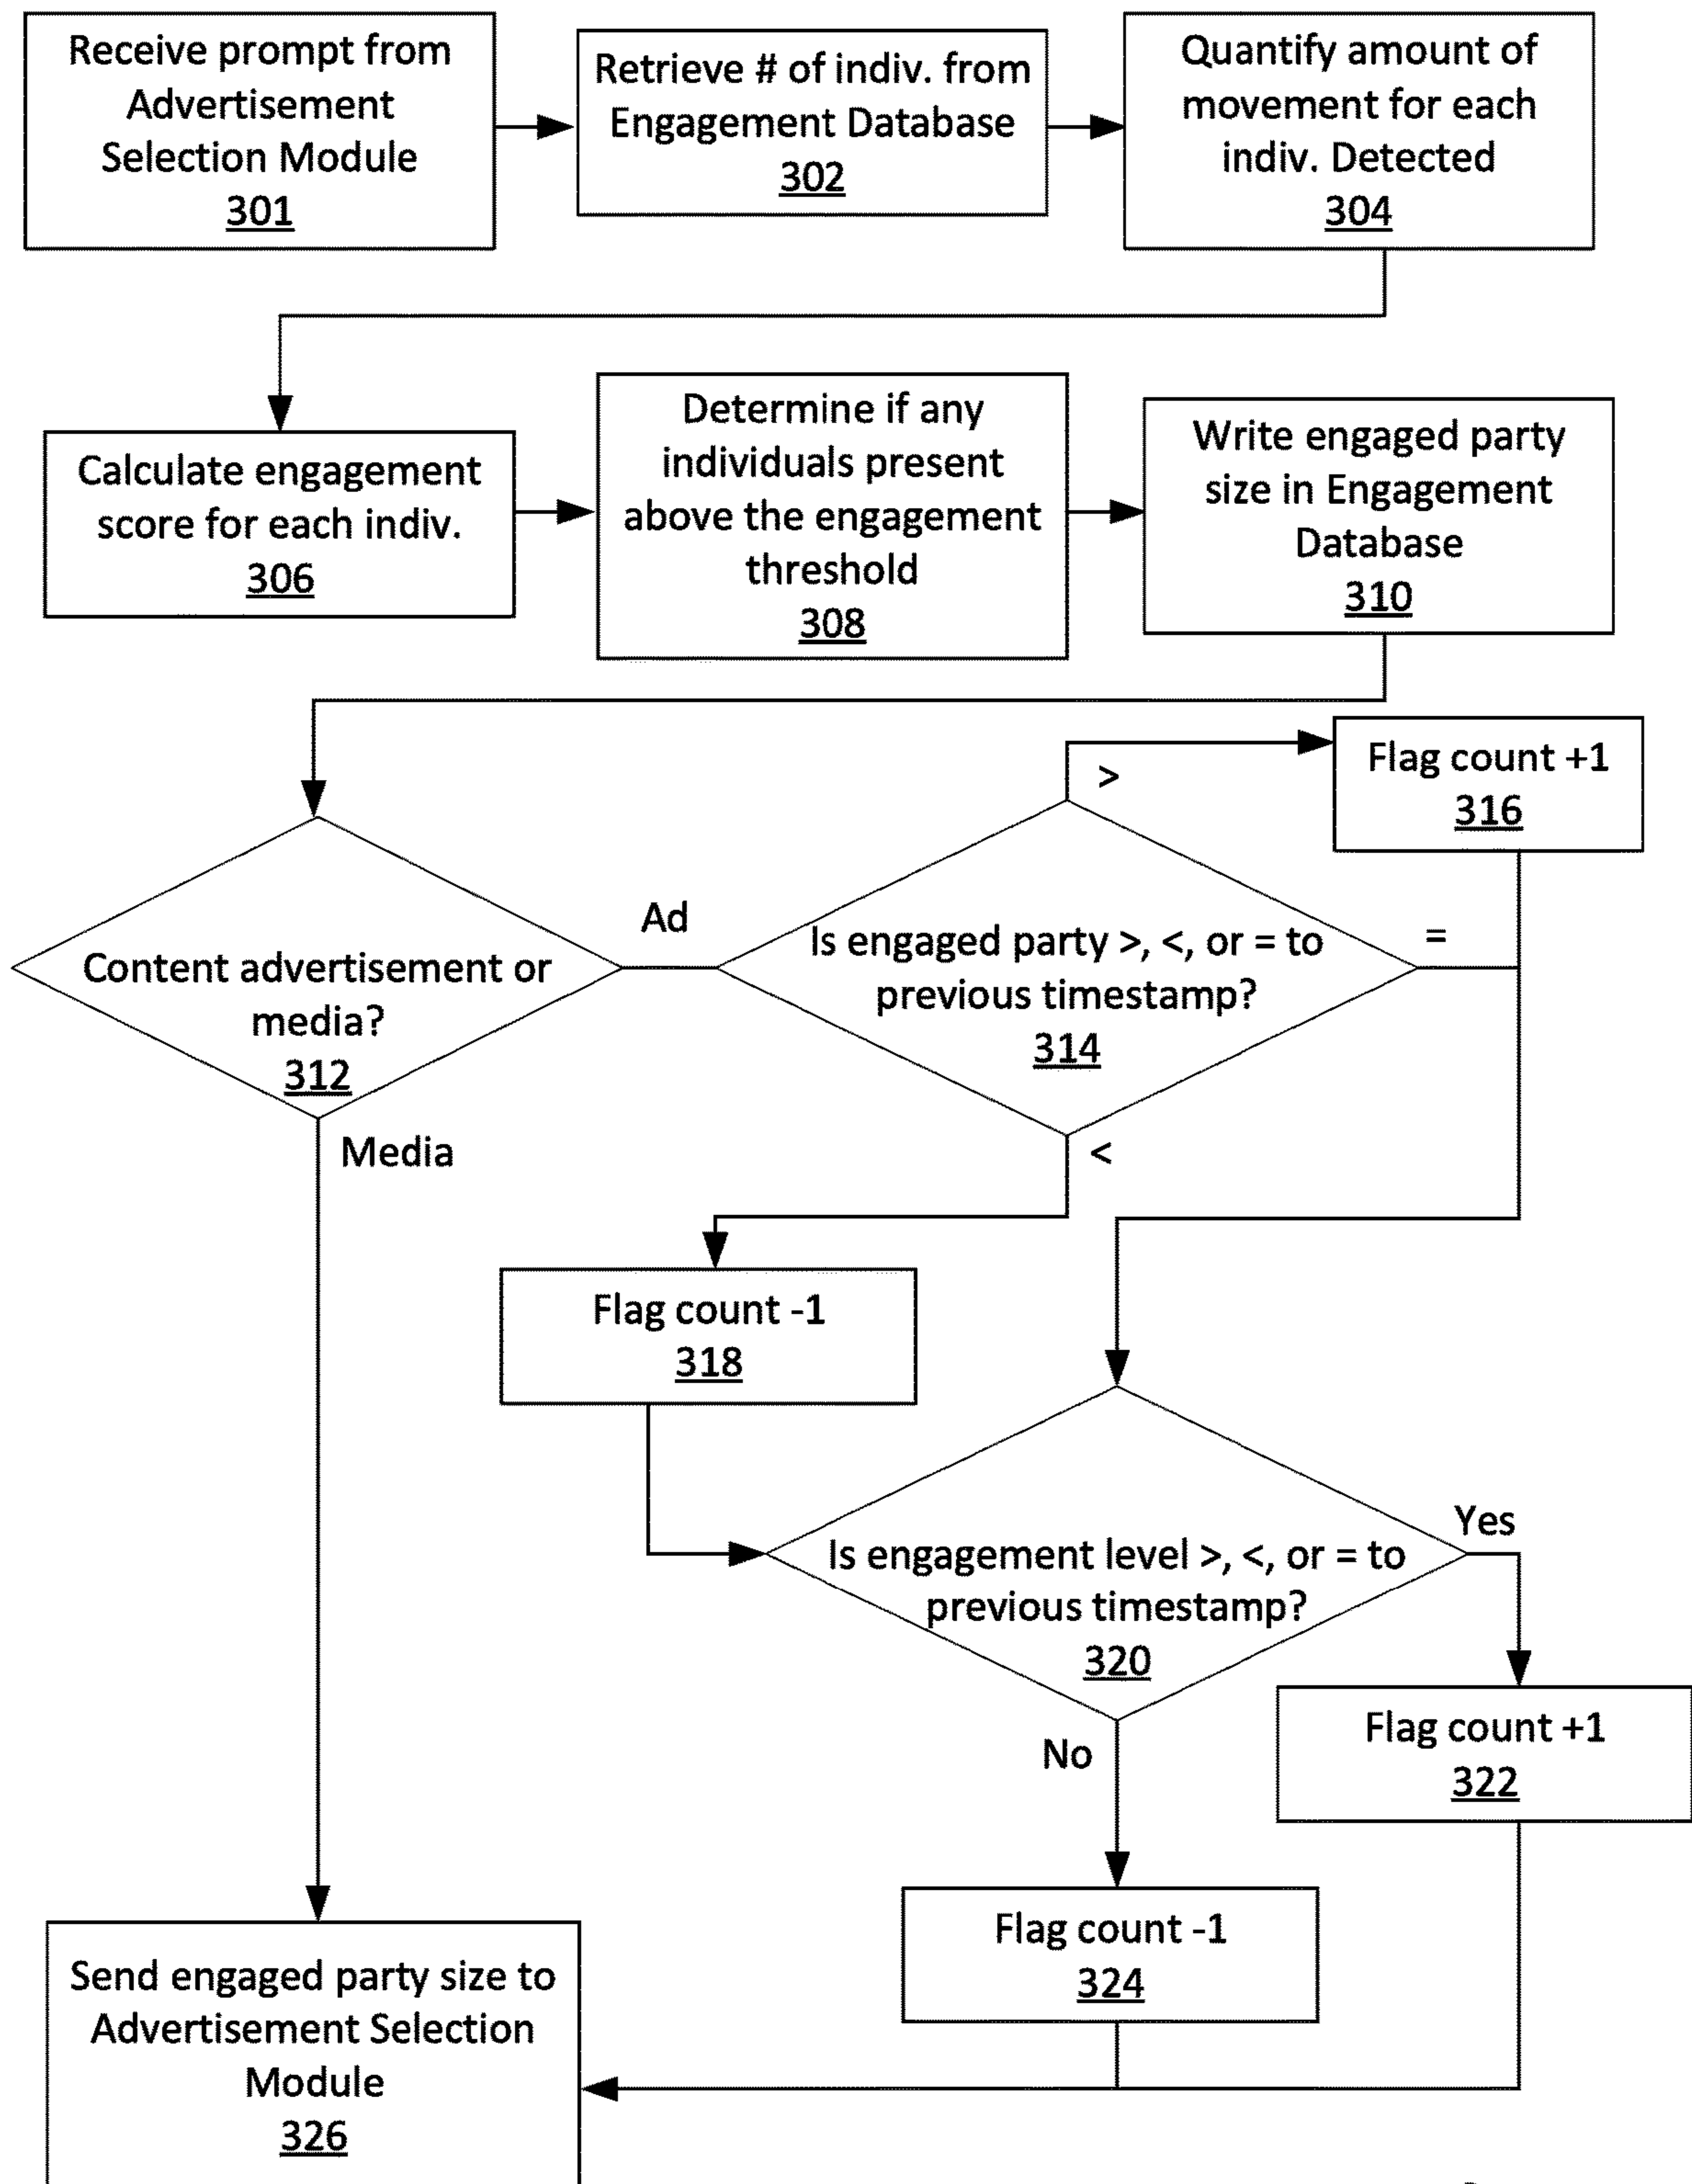 Receive prompt from
Advertisement
Selection Module
301
Retrieve # of indiv. from
Engagement Database
302
Quantify amount of
movement for each
indiv. Detected
304
Calculate engagement
score for each indiv.
306
Determine if any
individuals present
above the engagement
threshold
308
Write engaged party
size in Engagement
Database
310
>
Flag count +1
316
Ad
=
Content advertisement or
media?
312
Is engaged party >, <, or = to
previous timestamp?
314
Media
<
Flag count -1
318
Yes
Is engagement level >, <, or = to
previous timestamp?
320
No
Flag count +1
322
Flag count -1
324
Send engaged party size to
Advertisement Selection
Module
326